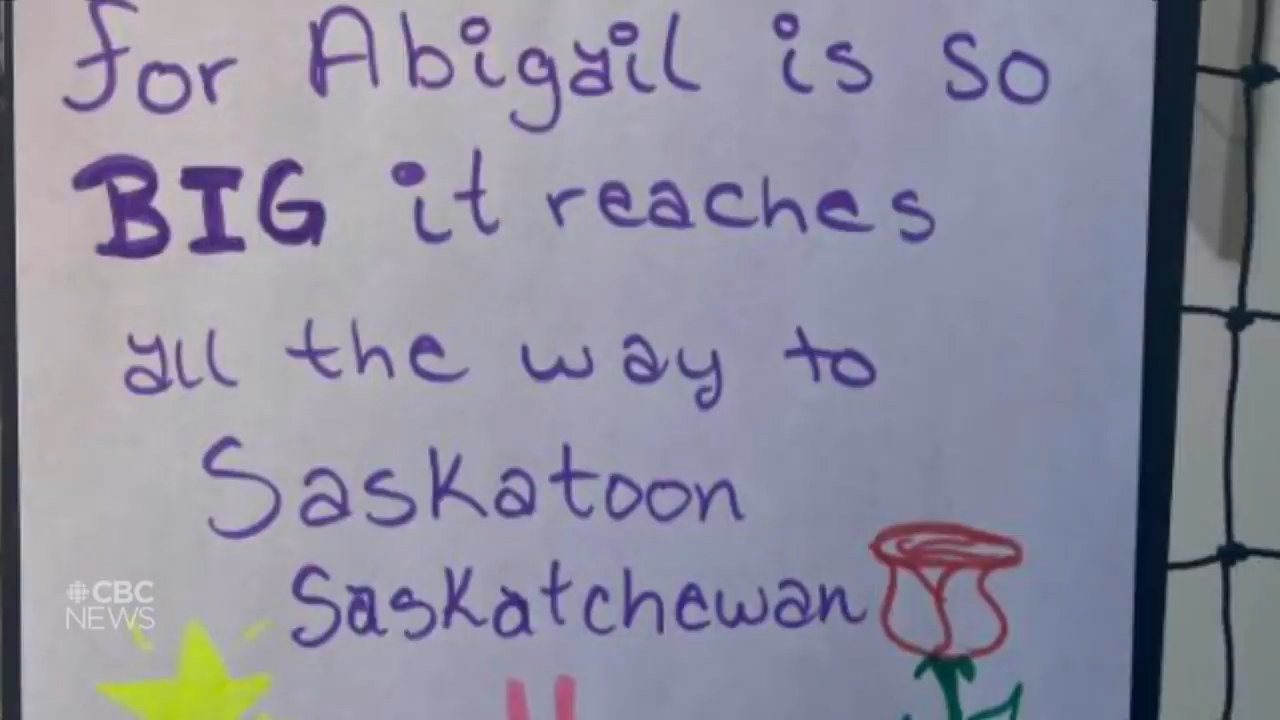 for Abigail is so
BIG it reaches
all the way to
Saskatoon
Saskatchewan
CBC
NEWS